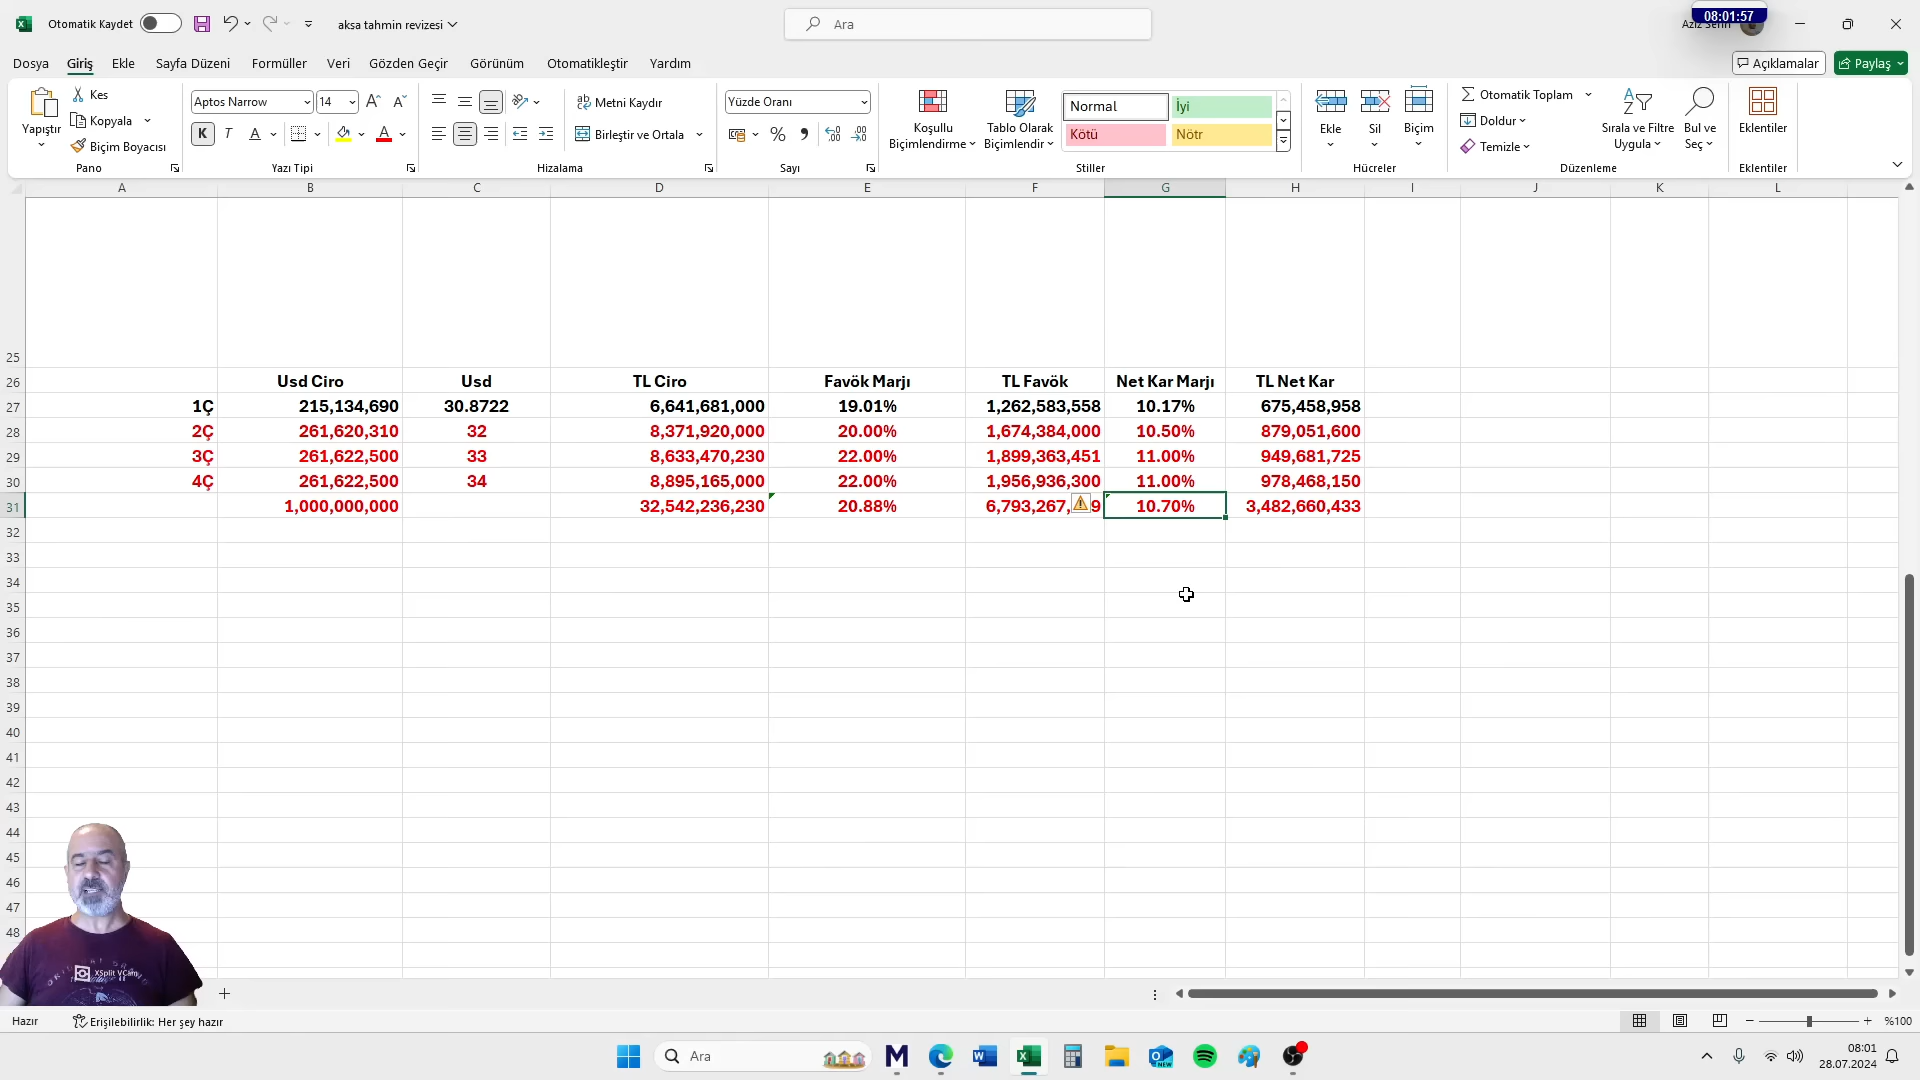 08:01:57
Otomatik Kaydet
aksa tahmin revizesi
Ara
Aziz Serin
Dosya Giriş Ekle Sayfa Düzeni Formüller Veri Gözden Geçir Görünüm Otomatikleştir Yardım
Açıklamalar Paylaş
Yapıştır
Kes
Kopyala
Biçim Boyacısı
Pano
Aptos Narrow 14
K T A A
Yazı Tipi
Metni Kaydır
Birleştir ve Ortala
Hizalama
Yüzde Oranı
Sayı
Koşullu Biçimlendirme
Tablo Olarak Biçimlendir
Normal İyi
Kötü Nötr
Stiller
Ekle Sil Biçim
Hücreler
Otomatik Toplam
Doldur
Temizle
Sırala ve Filtre Uygula
Bul ve Seç
Düzenleme
Eklentiler
Eklentiler
A B C D E F G H I J K L
25
26 Usd Ciro Usd TL Ciro Favök Marjı TL Favök Net Kar Marjı TL Net Kar
27 1Ç 215,134,690 30.8722 6,641,681,000 19.01% 1,262,583,558 10.17% 675,458,958
28 2Ç 261,620,310 32 8,371,920,000 20.00% 1,674,384,000 10.50% 879,051,600
29 3Ç 261,622,500 33 8,633,470,230 22.00% 1,899,363,451 11.00% 949,681,725
30 4Ç 261,622,500 34 8,895,165,000 22.00% 1,956,936,300 11.00% 978,468,150
31 1,000,000,000 32,542,236,230 20.88% 6,793,267, 9 10.70% 3,482,660,433
32
33
34
35
36
37
38
39
40
41
42
43
44
45
46
47
48
XSplit VCam
Hazır
Erişilebilirlik: Her şey hazır
%100
Ara
08:01
28.07.2024